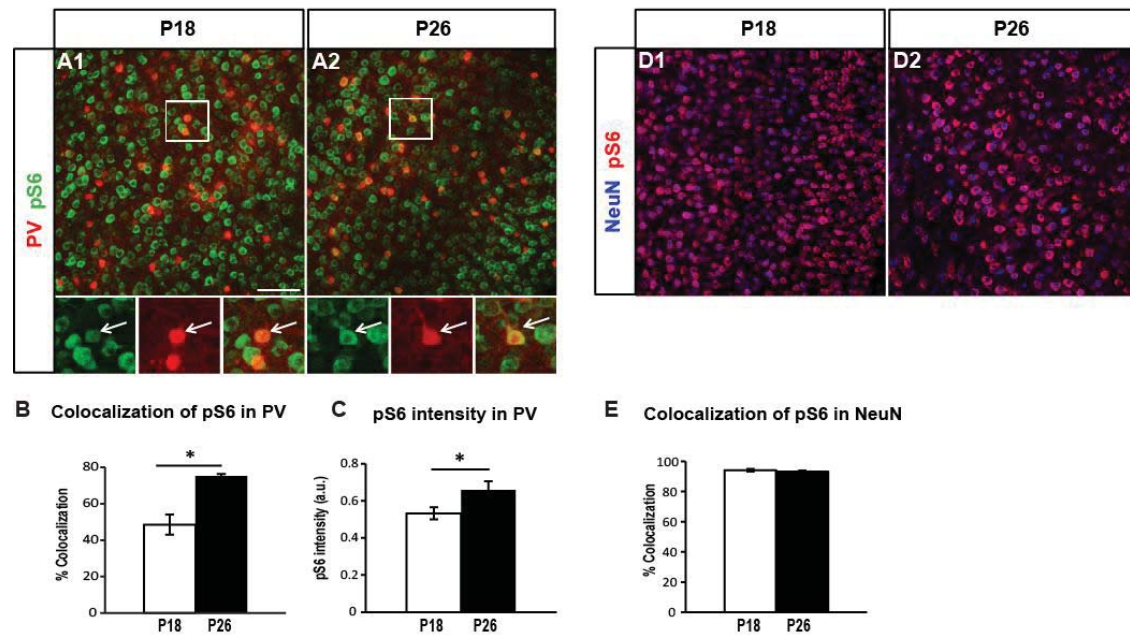 P18 P26
A1 A2
PV pS6
P18 P26
D1 D2
NeuN pS6
B Colocalization of pS6 in PV
*
% Colocalization
80
60
40
20
0
P18 P26
C pS6 intensity in PV
*
pS6 intensity (a.u.)
0.8
0.6
0.4
0.2
0
P18 P26
E Colocalization of pS6 in NeuN
% Colocalization
100
80
60
40
20
0
P18 P26